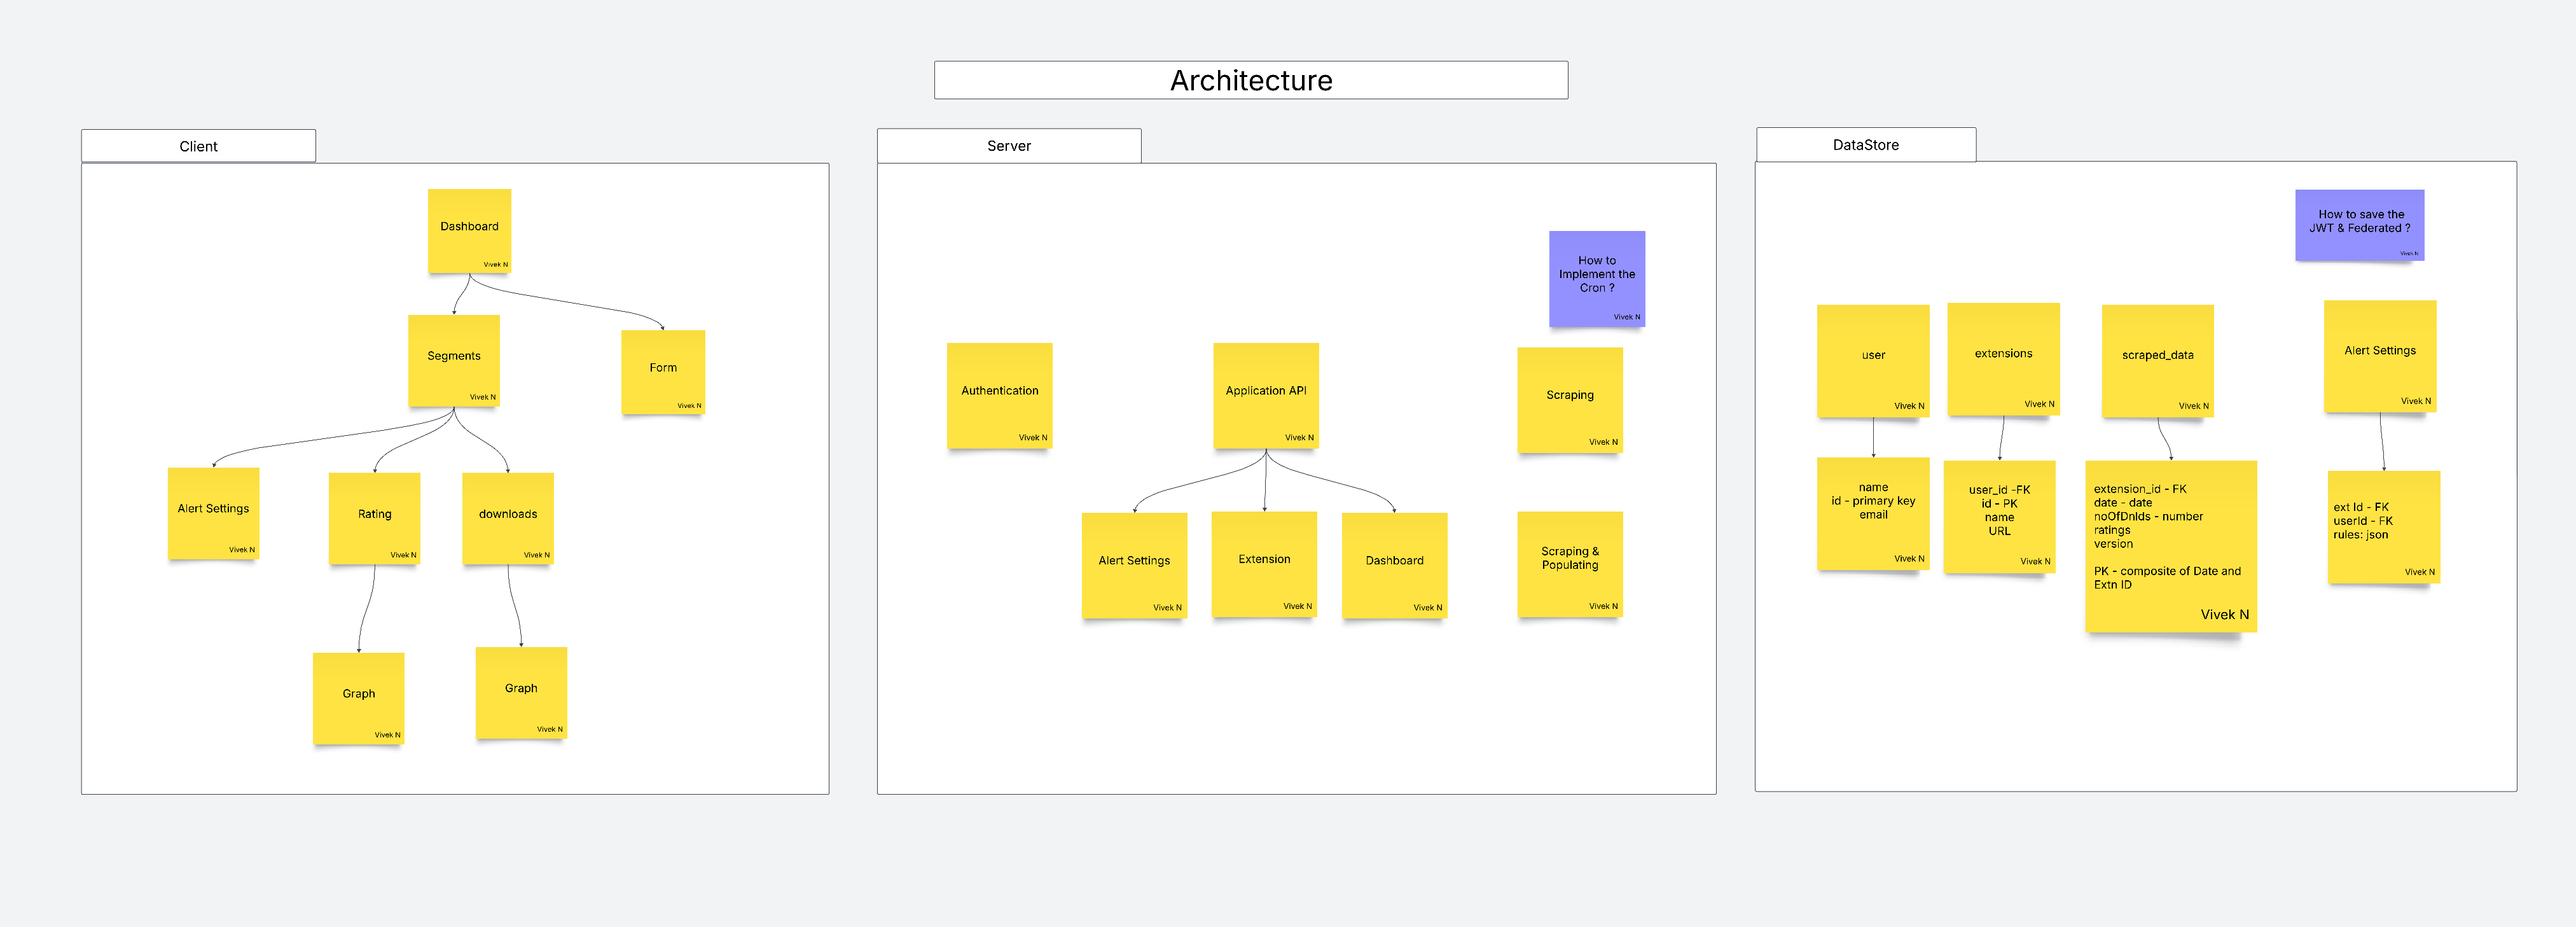 Architecture
Client
Dashboard
Vivek N
Segments
Vivek N
Form
Vivek N
Alert Settings
Vivek N
Rating
Vivek N
downloads
Vivek N
Graph
Vivek N
Graph
Vivek N
Server
How to
Implement the
Cron ?
Vivek N
Authentication
Vivek N
Application API
Vivek N
Scraping
Vivek N
Alert Settings
Vivek N
Extension
Vivek N
Dashboard
Vivek N
Scraping &
Populating
Vivek N
DataStore
How to save the
JWT & Federated ?
Vivek N
user
Vivek N
extensions
Vivek N
scraped_data
Vivek N
Alert Settings
Vivek N
name
id - primary key
email
Vivek N
user_id -FK
id - PK
name
URL
Vivek N
extension_id - FK
date - date
noOfDnlds - number
ratings
version
PK - composite of Date and
Extn ID
Vivek N
ext Id - FK
userId - FK
rules: json
Vivek N